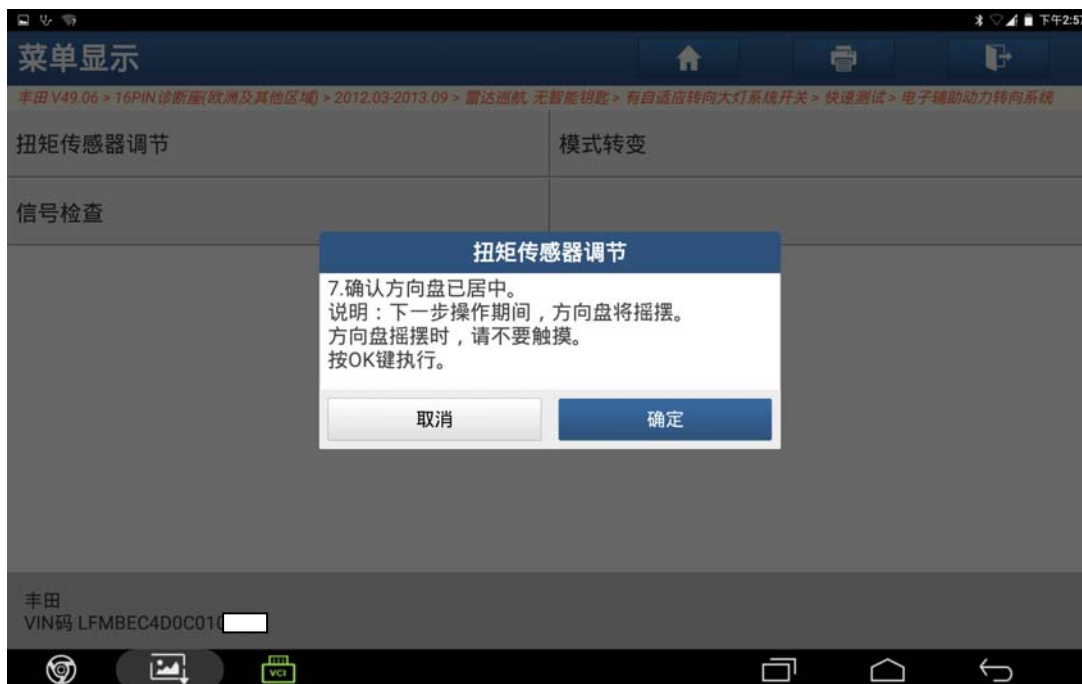 下午2:57
菜单显示
丰田 V49.06 > 16PIN诊断座(欧洲及其他区域) > 2012.03-2013.09 > 雷达巡航, 无智能钥匙 > 有自适应转向大灯系统开关 > 快速测试 > 电子辅助动力转向系统
扭矩传感器调节
模式转变
信号检查
扭矩传感器调节
7.确认方向盘已居中。
说明：下一步操作期间，方向盘将摇摆。
方向盘摇摆时，请不要触摸。
按OK键执行。
取消
确定
丰田
VIN码 LFMBEC4D0C010
VCI